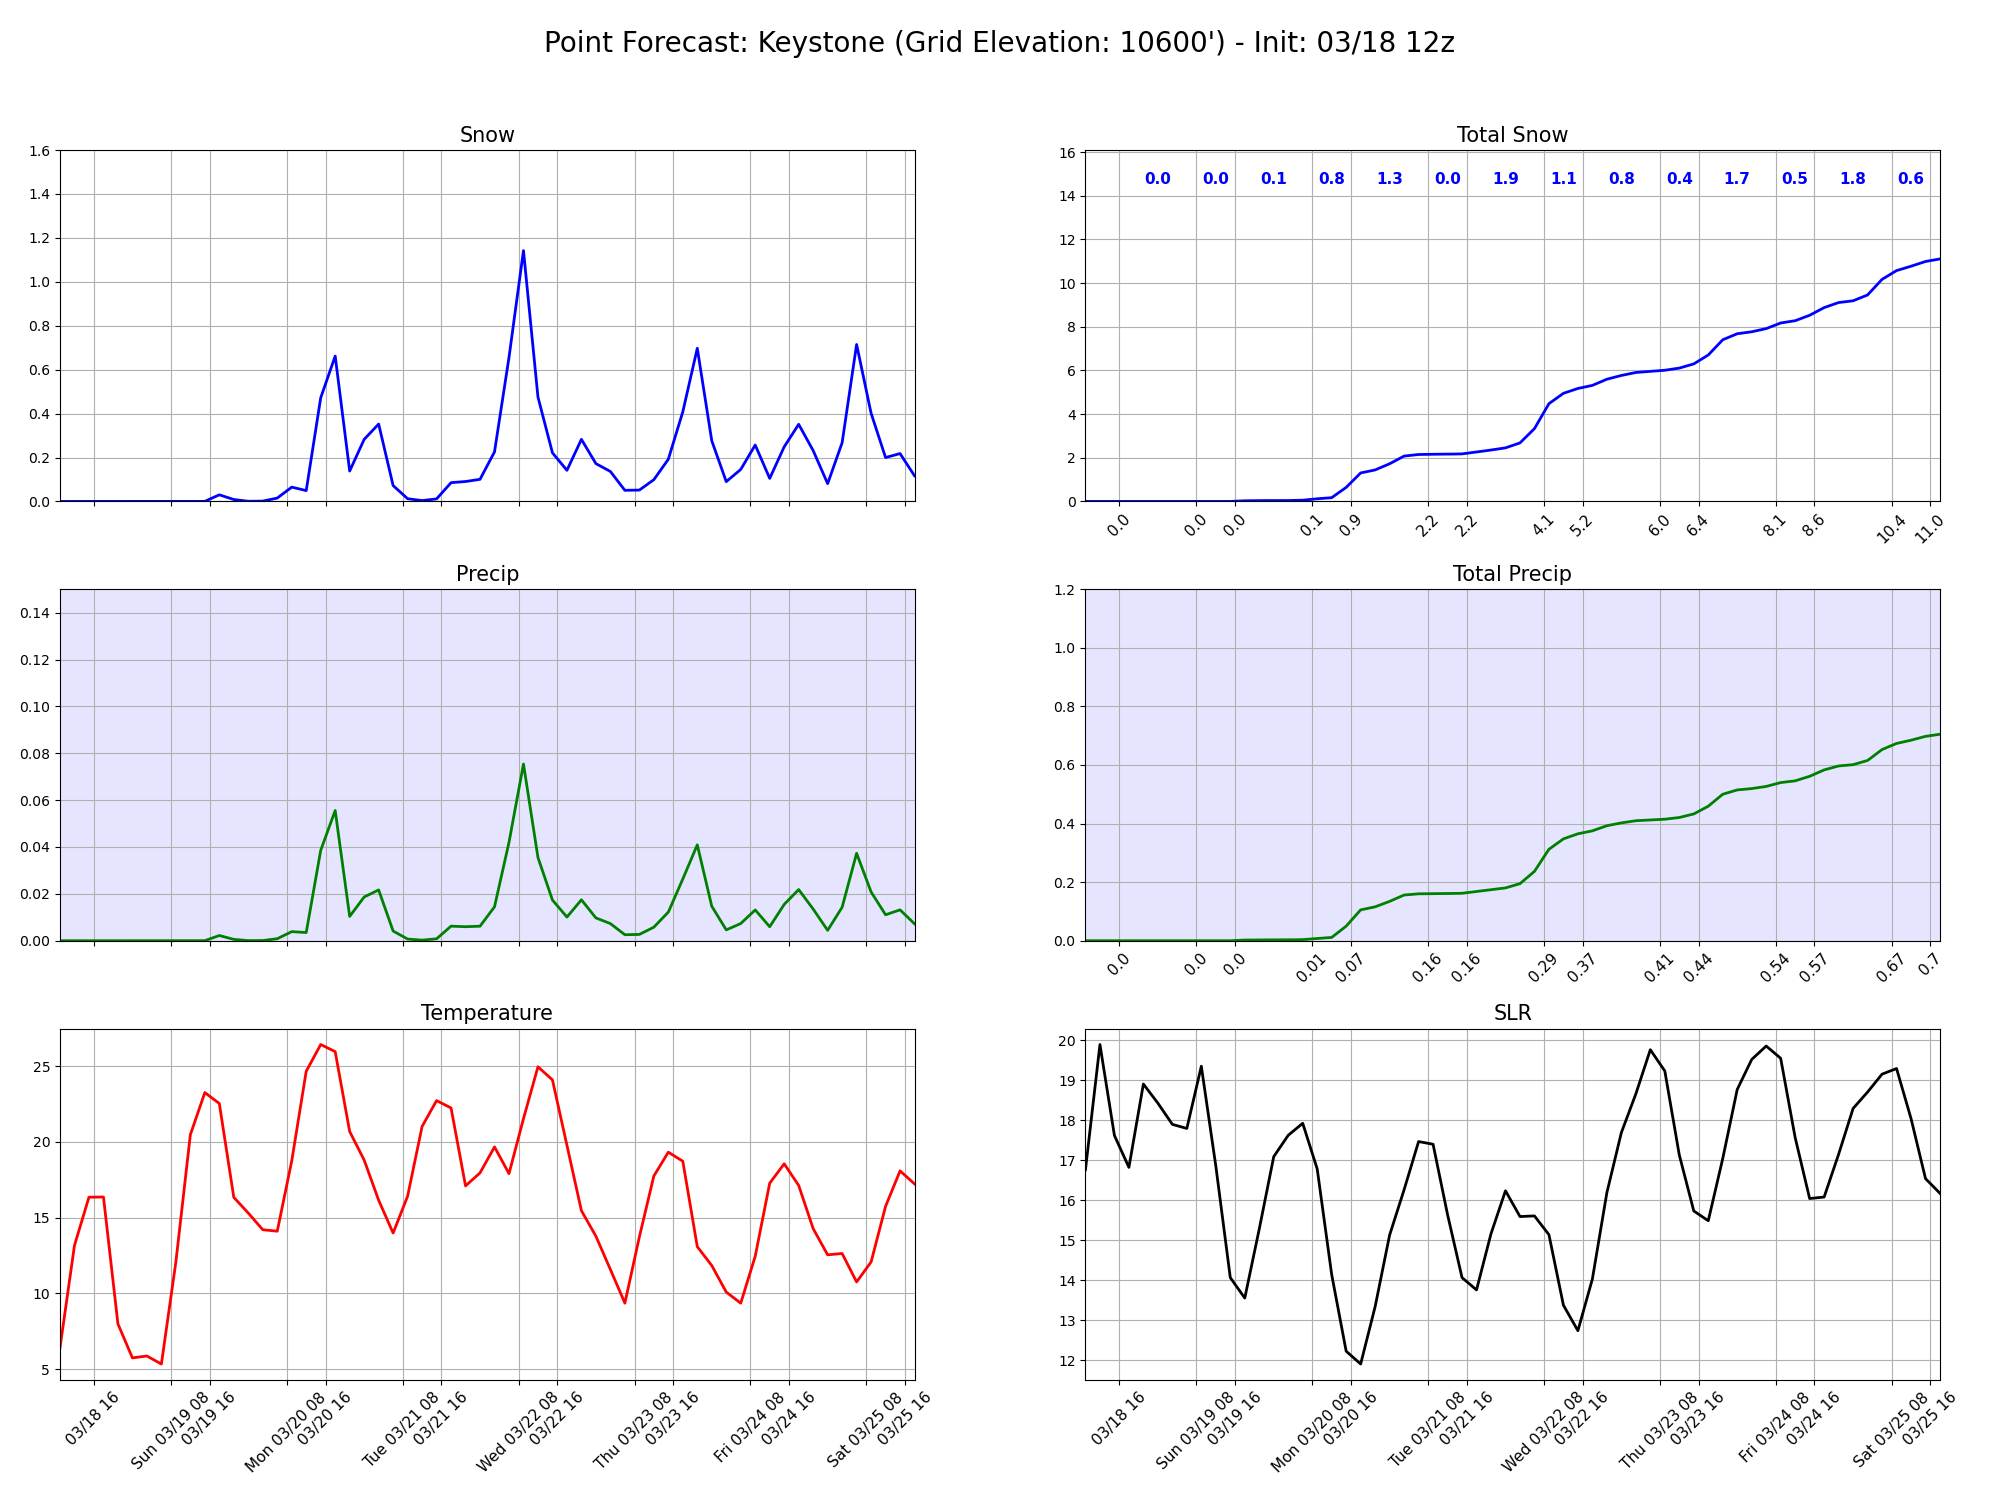 Point Forecast: Keystone (Grid Elevation: 10600') - Init: 03/18 12z
Snow
1.6
1.4
1.2
1.0
0.8
0.6
0.4
0.2
0.0
Total Snow
16
14
12
10
8
6
4
2
0
0.0 0.0 0.1 0.8 1.3 0.0 1.9 1.1 0.8 0.4 1.7 0.5 1.8 0.6
0.0 0.0 0.0 0.1 0.9 2.2 2.2 4.1 5.2 6.0 6.4 8.1 8.6 10.4 11.0
Precip
0.14
0.12
0.10
0.08
0.06
0.04
0.02
0.00
Total Precip
1.2
1.0
0.8
0.6
0.4
0.2
0.0
0.0 0.0 0.0 0.01 0.07 0.16 0.16 0.29 0.37 0.41 0.44 0.54 0.57 0.67 0.7
Temperature
25
20
15
10
5
03/18 16
Sun 03/19 08
03/19 16
Mon 03/20 08
03/20 16
Tue 03/21 08
03/21 16
Wed 03/22 08
03/22 16
Thu 03/23 08
03/23 16
Fri 03/24 08
03/24 16
Sat 03/25 08
03/25 16
SLR
20
19
18
17
16
15
14
13
12
03/18 16
Sun 03/19 08
03/19 16
Mon 03/20 08
03/20 16
Tue 03/21 08
03/21 16
Wed 03/22 08
03/22 16
Thu 03/23 08
03/23 16
Fri 03/24 08
03/24 16
Sat 03/25 08
03/25 16